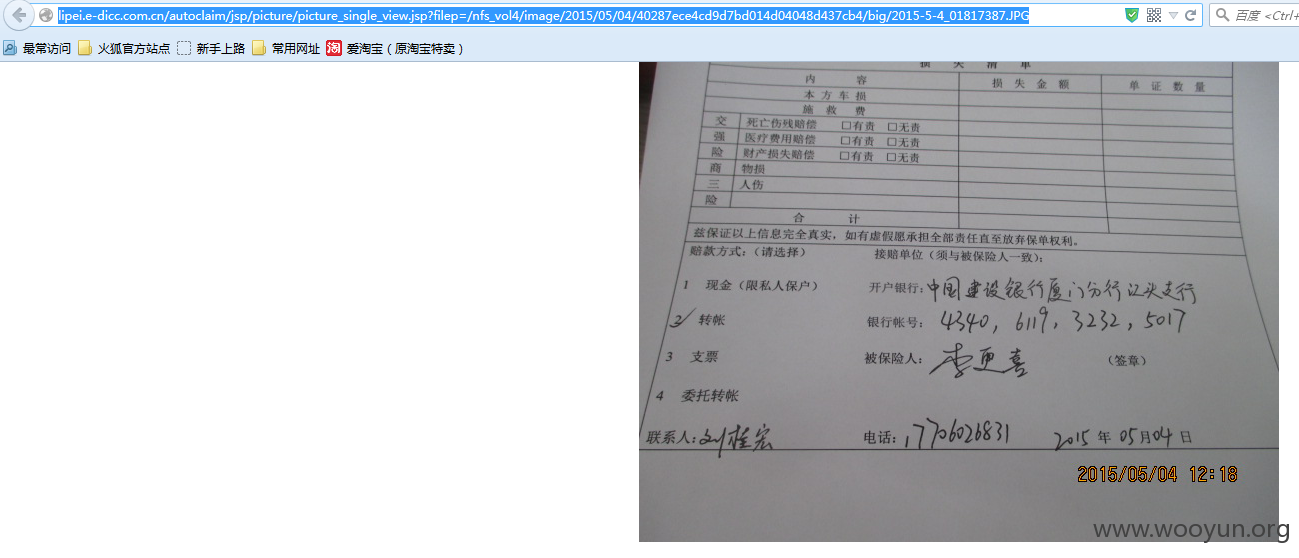 lipei.e-dicc.com.cn/autoclaim/jsp/picture/picture_single_view.jsp?filep=/nfs_vol4/image/2015/05/04/40287ece4cd9d7bd014d04048d437cb4/big/2015-5-4_01817387.JPG
百度 <Ctrl+
最常访问 火狐官方站点 新手上路 常用网址 淘 爱淘宝（原淘宝特卖）
损 失 清 单
内 容 损 失 金 额 单 证 数 量
本 方 车 损
施 救 费
交 死亡伤残赔偿 □有责 □无责
强 医疗费用赔偿 □有责 □无责
险 财产损失赔偿 □有责 □无责
商 物损
三 人伤
险
合 计
兹保证以上信息完全真实，如有虚假愿承担全部责任直至放弃保单权利。
赔款方式：（请选择） 接赔单位（须与被保险人一致）：
1 现金（限私人保户） 开户银行：中国建设银行厦门分行江头支行
2 转帐 银行帐号： 4340, 6119, 3232, 5017
3 支票 被保险人：李更喜 （签章）
4 委托转帐
联系人：刘桂宏 电话：17706026831 2015 年 05 月 04 日
2015/05/04 12:18
www.wooyun.org